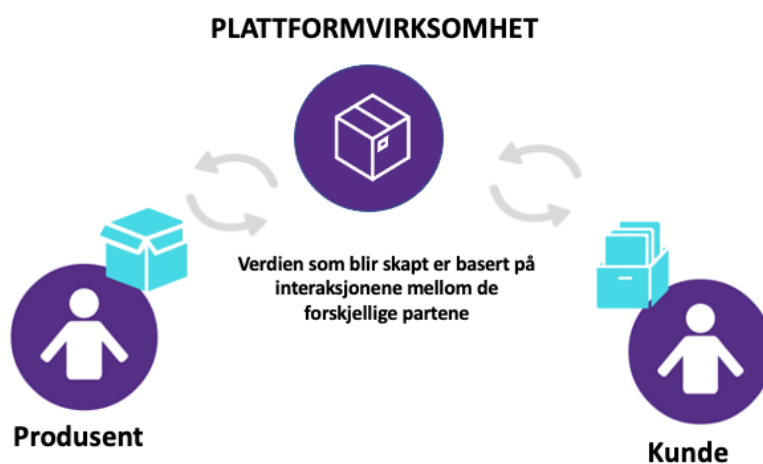 PLATTFORMVIRKSOMHET
Verdien som blir skapt er basert på
interaksjonene mellom de
forskjellige partene
Produsent
Kunde